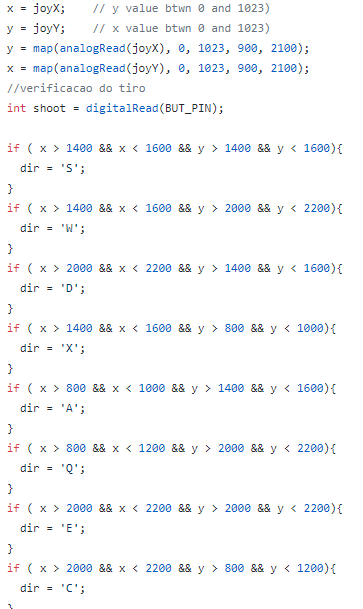 x = joyX;    // y value btwn 0 and 1023)
y = joyY;    // x value btwn 0 and 1023)
y = map(analogRead(joyX), 0, 1023, 900, 2100);
x = map(analogRead(joyY), 0, 1023, 900, 2100);
//verificacao do tiro
int shoot = digitalRead(BUT_PIN);

if ( x > 1400 && x < 1600 && y > 1400 && y < 1600){
  dir = 'S';
}
if ( x > 1400 && x < 1600 && y > 2000 && y < 2200){
  dir = 'W';
}
if ( x > 2000 && x < 2200 && y > 1400 && y < 1600){
  dir = 'D';
}
if ( x > 1400 && x < 1600 && y > 800 && y < 1000){
  dir = 'X';
}
if ( x > 800 && x < 1000 && y > 1400 && y < 1600){
  dir = 'A';
}
if ( x > 800 && x < 1200 && y > 2000 && y < 2200){
  dir = 'Q';
}
if ( x > 2000 && x < 2200 && y > 2000 && y < 2200){
  dir = 'E';
}
if ( x > 2000 && x < 2200 && y > 800 && y < 1200){
  dir = 'C';
}